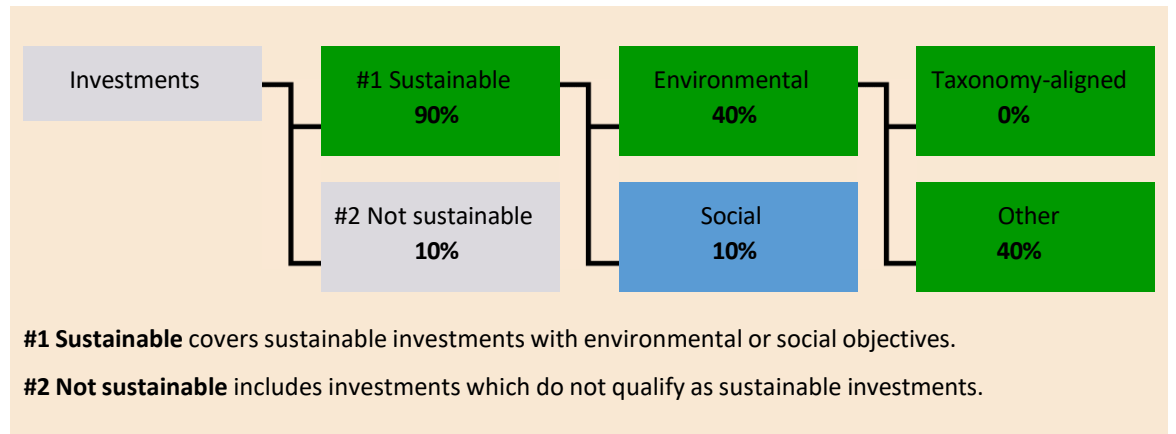 Investments
#1 Sustainable
90%
Environmental
40%
Taxonomy-aligned
0%
#2 Not sustainable
10%
Social
10%
Other
40%
#1 Sustainable covers sustainable investments with environmental or social objectives.
#2 Not sustainable includes investments which do not qualify as sustainable investments.